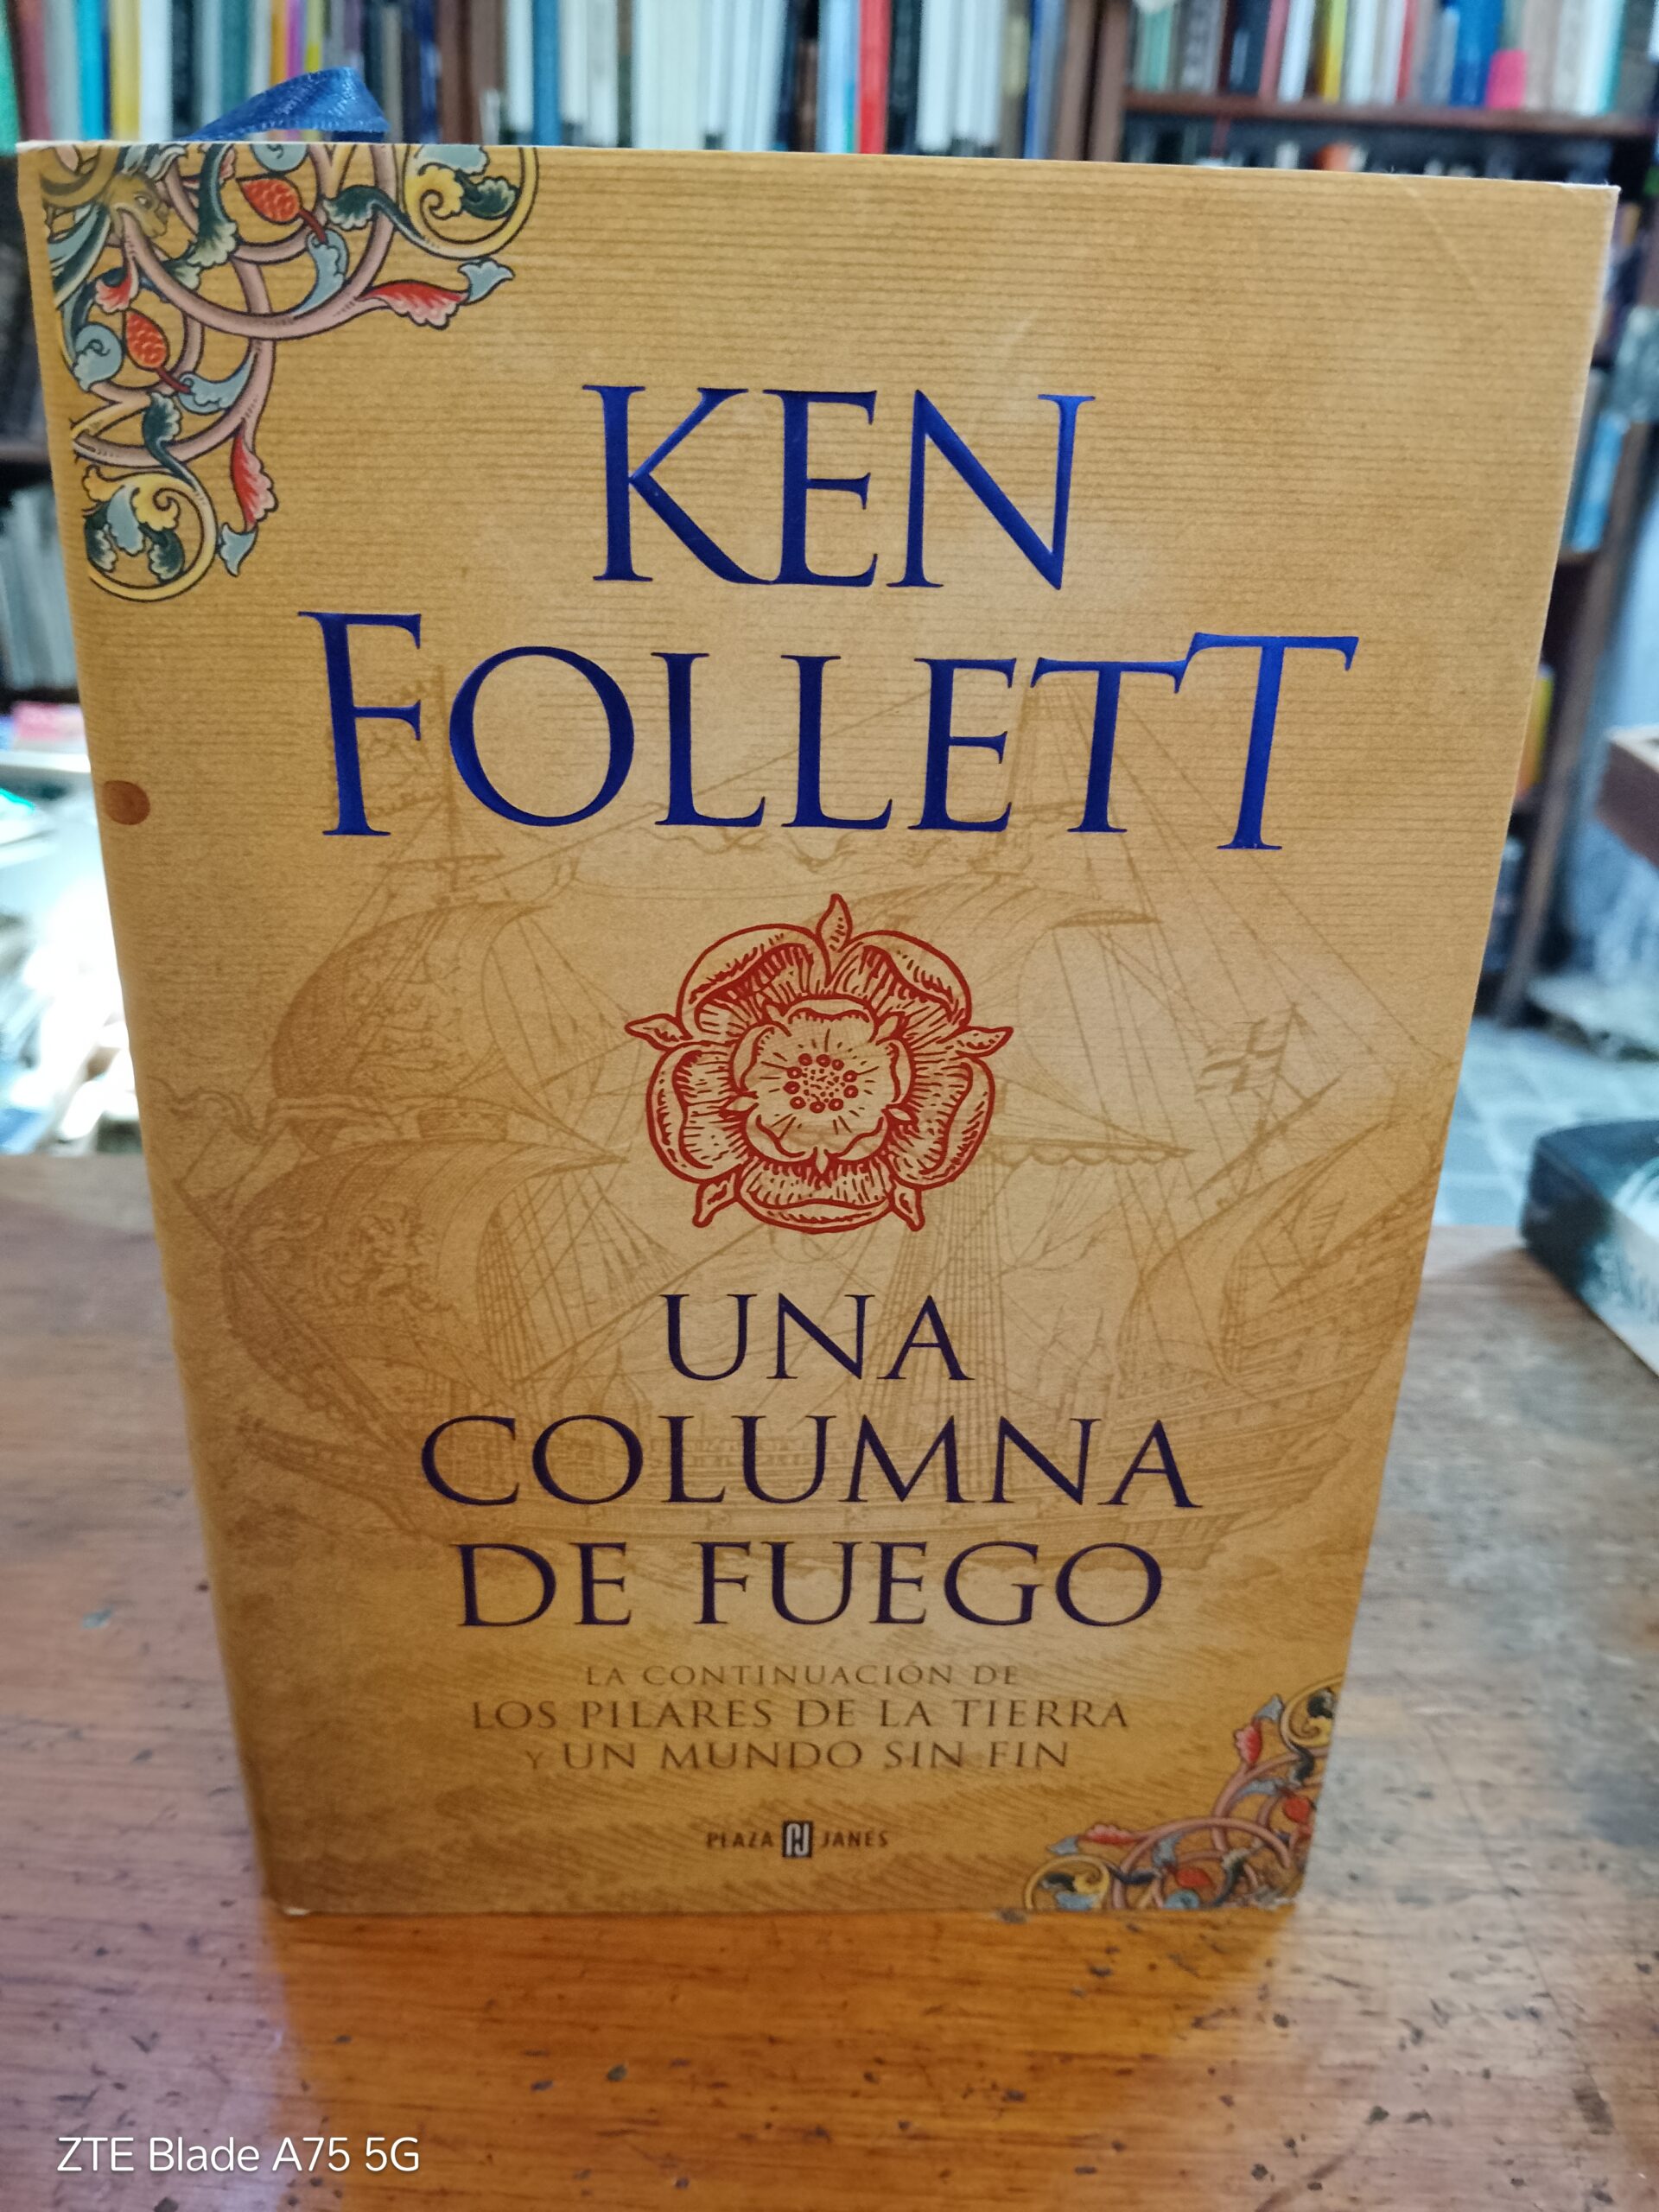 KEN
FOLLETT
UNA
COLUMNA
DE FUEGO
LA CONTINUACIÓN DE
LOS PILARES DE LA TIERRA
Y UN MUNDO SIN FIN
PLAZA PJ JANÉS
ZTE Blade A75 5G